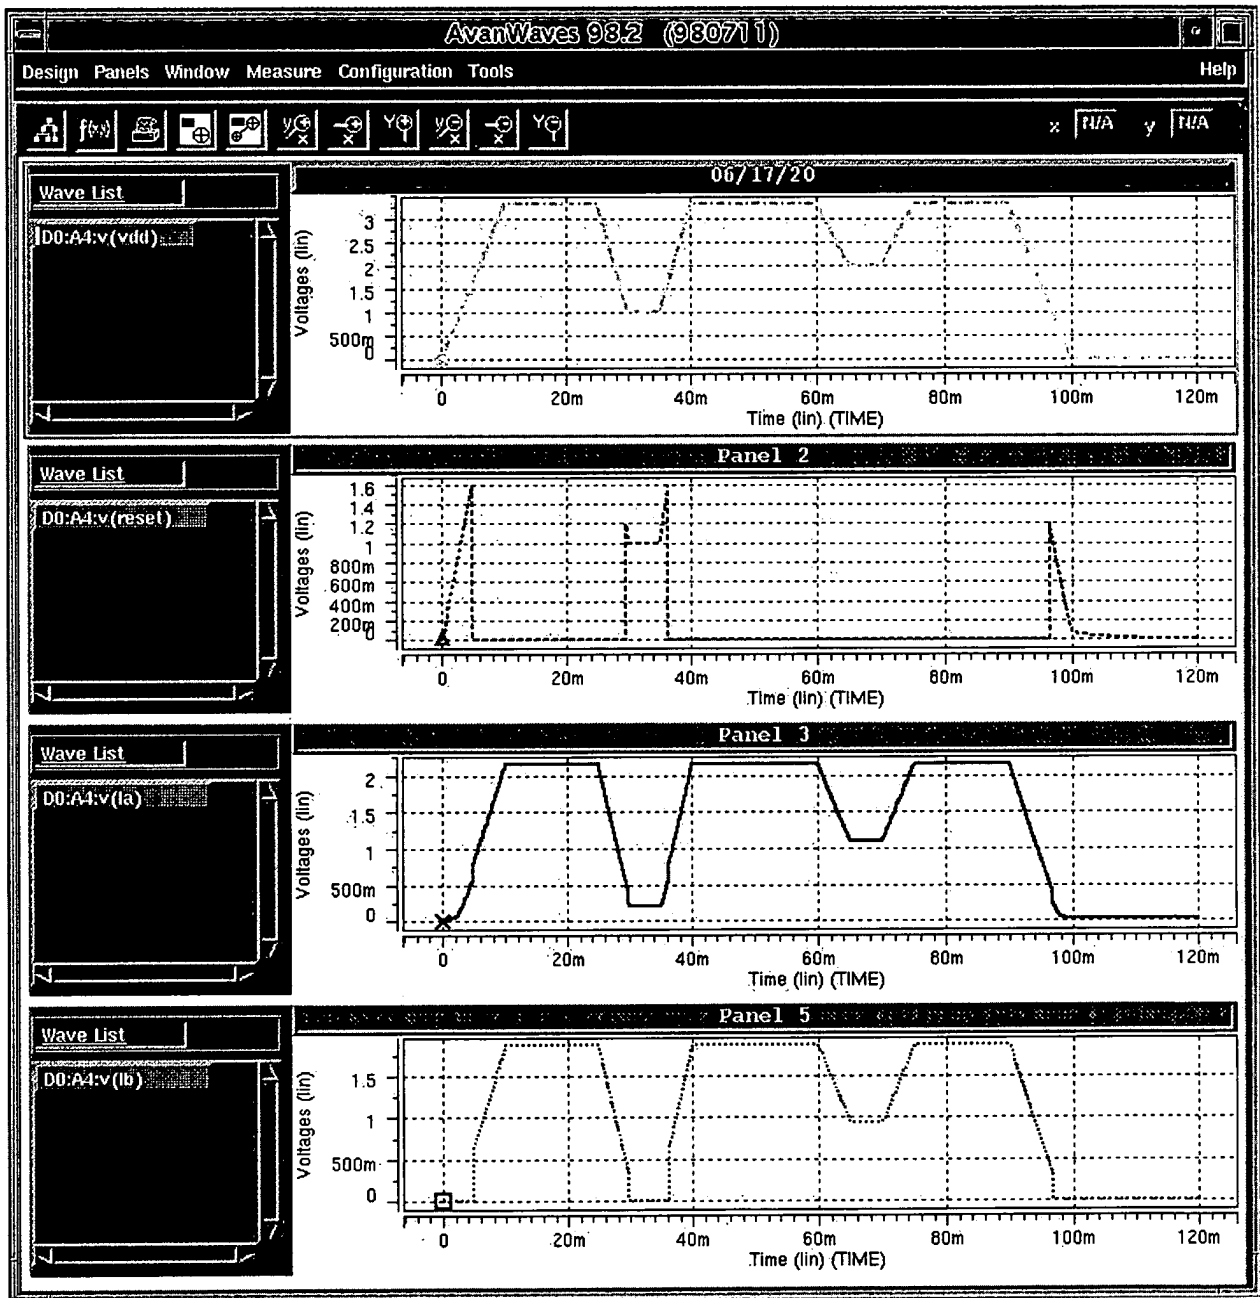 AvanWaves 98.2 (980711)
Design Panels Window Measure Configuration Tools Help
f(x) y x x Y y x x Y x N/A y N/A
Wave List
D0:A4:v(vdd)
06/17/20
Voltages (lin)
3
2.5
2
1.5
1
500m
0
0 20m 40m 60m 80m 100m 120m
Time (lin) (TIME)
Wave List
D0:A4:v(reset)
Panel 2
Voltages (lin)
1.6
1.4
1.2
1
800m
600m
400m
200m
0
0 20m 40m 60m 80m 100m 120m
Time (lin) (TIME)
Wave List
D0:A4:v(la)
Panel 3
Voltages (lin)
2
1.5
1
500m
0
0 20m 40m 60m 80m 100m 120m
Time (lin) (TIME)
Wave List
D0:A4:v(lb)
Panel 5
Voltages (lin)
1.5
1
500m
0
0 20m 40m 60m 80m 100m 120m
Time (lin) (TIME)